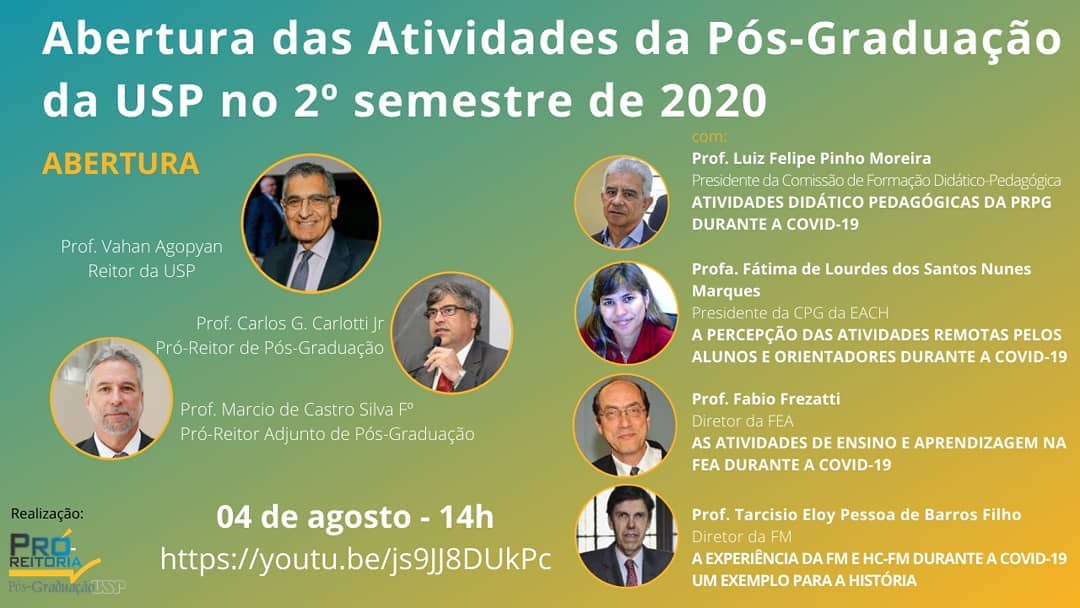 Abertura das Atividades da Pós-Graduação
da USP no 2º semestre de 2020
ABERTURA
Prof. Vahan Agopyan
Reitor da USP
Prof. Carlos G. Carlotti Jr
Pró-Reitor de Pós-Graduação
Prof. Marcio de Castro Silva Fº
Pró-Reitor Adjunto de Pós-Graduação
com:
Prof. Luiz Felipe Pinho Moreira
Presidente da Comissão de Formação Didático-Pedagógica
ATIVIDADES DIDÁTICO PEDAGÓGICAS DA PRPG
DURANTE A COVID-19
Profa. Fátima de Lourdes dos Santos Nunes
Marques
Presidente da CPG da EACH
A PERCEPÇÃO DAS ATIVIDADES REMOTAS PELOS
ALUNOS E ORIENTADORES DURANTE A COVID-19
Prof. Fabio Frezatti
Diretor da FEA
AS ATIVIDADES DE ENSINO E APRENDIZAGEM NA
FEA DURANTE A COVID-19
Prof. Tarcisio Eloy Pessoa de Barros Filho
Diretor da FM
A EXPERIÊNCIA DA FM E HC-FM DURANTE A COVID-19
UM EXEMPLO PARA A HISTÓRIA
04 de agosto - 14h
https://youtu.be/js9JJ8DUkPc
Realização:
PRÓ-
REITORIA
Pós-Graduação USP